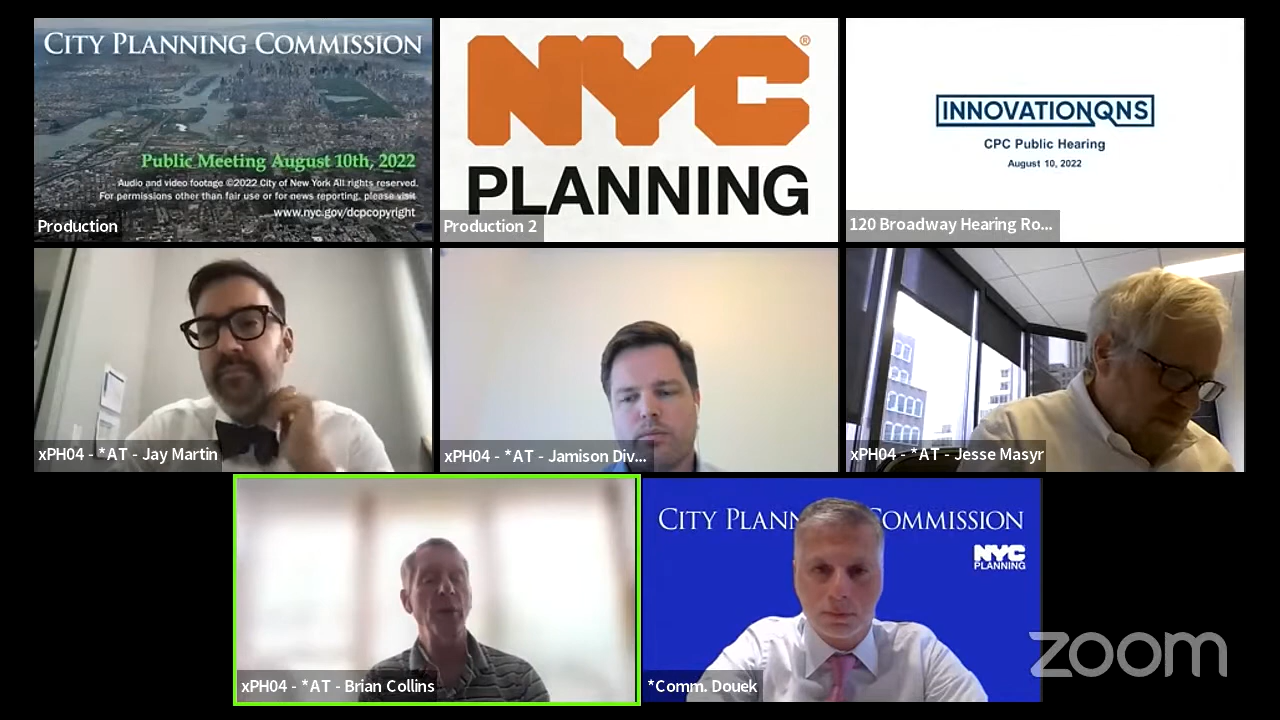 CITY PLANNING COMMISSION
Public Meeting August 10th, 2022
Audio and video footage ©2022 City of New York All rights reserved.
For permissions other than fair use or for news reporting, please visit
www.nyc.gov/dcpcopyright
Production
NYC®
PLANNING
Production 2
INNOVATIONQNS
CPC Public Hearing
August 10, 2022
120 Broadway Hearing Ro...
xPH04 - *AT - Jay Martin
xPH04 - *AT - Jamison Div...
xPH04 - *AT - Jesse Masyr
xPH04 - *AT - Brian Collins
CITY PLANN COMMISSION
NYC
PLANNING
*Comm. Douek
zoom